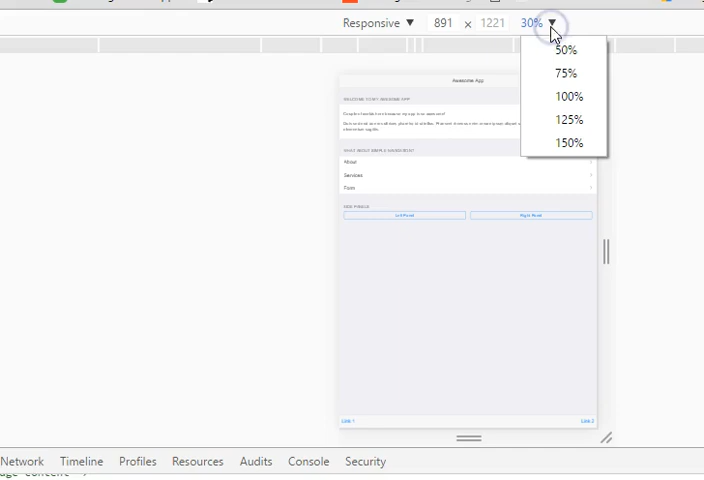 Responsive ▼ 891 × 1221 30% ▼
50%
75%
100%
125%
150%
Awesome App
WELCOME TO MY AWESOME APP
WHAT ABOUT SIMPLE NAVIGATION?
About
Services
Form
SIDE PANELS
Left Panel Right Panel
Link 1 Link 2
Network Timeline Profiles Resources Audits Console Security